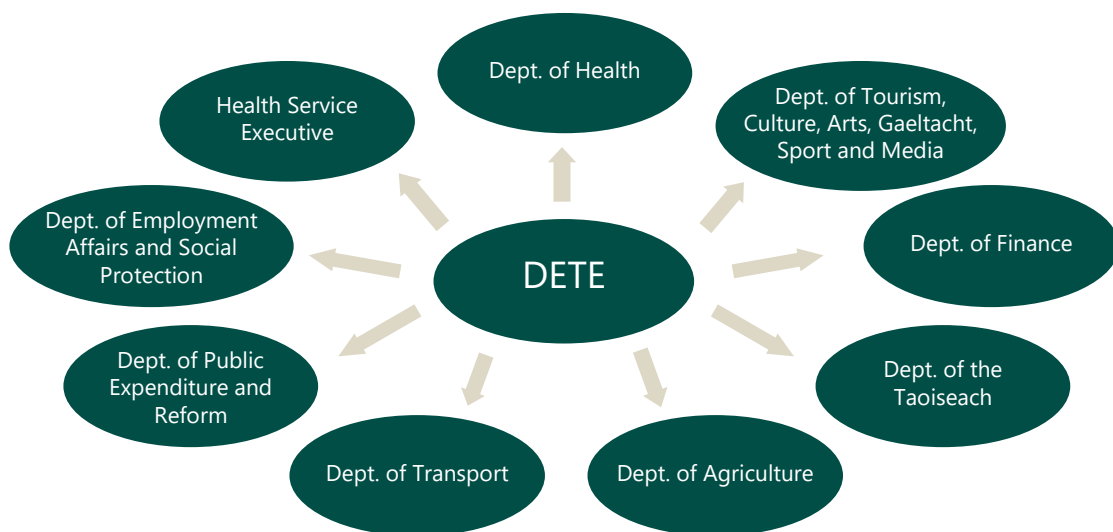 Dept. of Health
Dept. of Tourism,
Culture, Arts, Gaeltacht,
Sport and Media
Health Service
Executive
Dept. of Employment
Affairs and Social
Protection
Dept. of Finance
DETE
Dept. of Public
Expenditure and
Reform
Dept. of the
Taoiseach
Dept. of Transport
Dept. of Agriculture